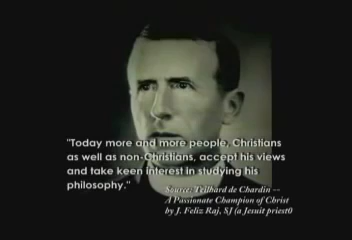 "Today more and more people, Christians
as well as non-Christians, accept his views
and take keen interest in studying his
philosophy."
Source: Teilhard de Chardin --
A Passionate Champion of Christ
by J. Feliz Raj, SJ (a Jesuit priest0